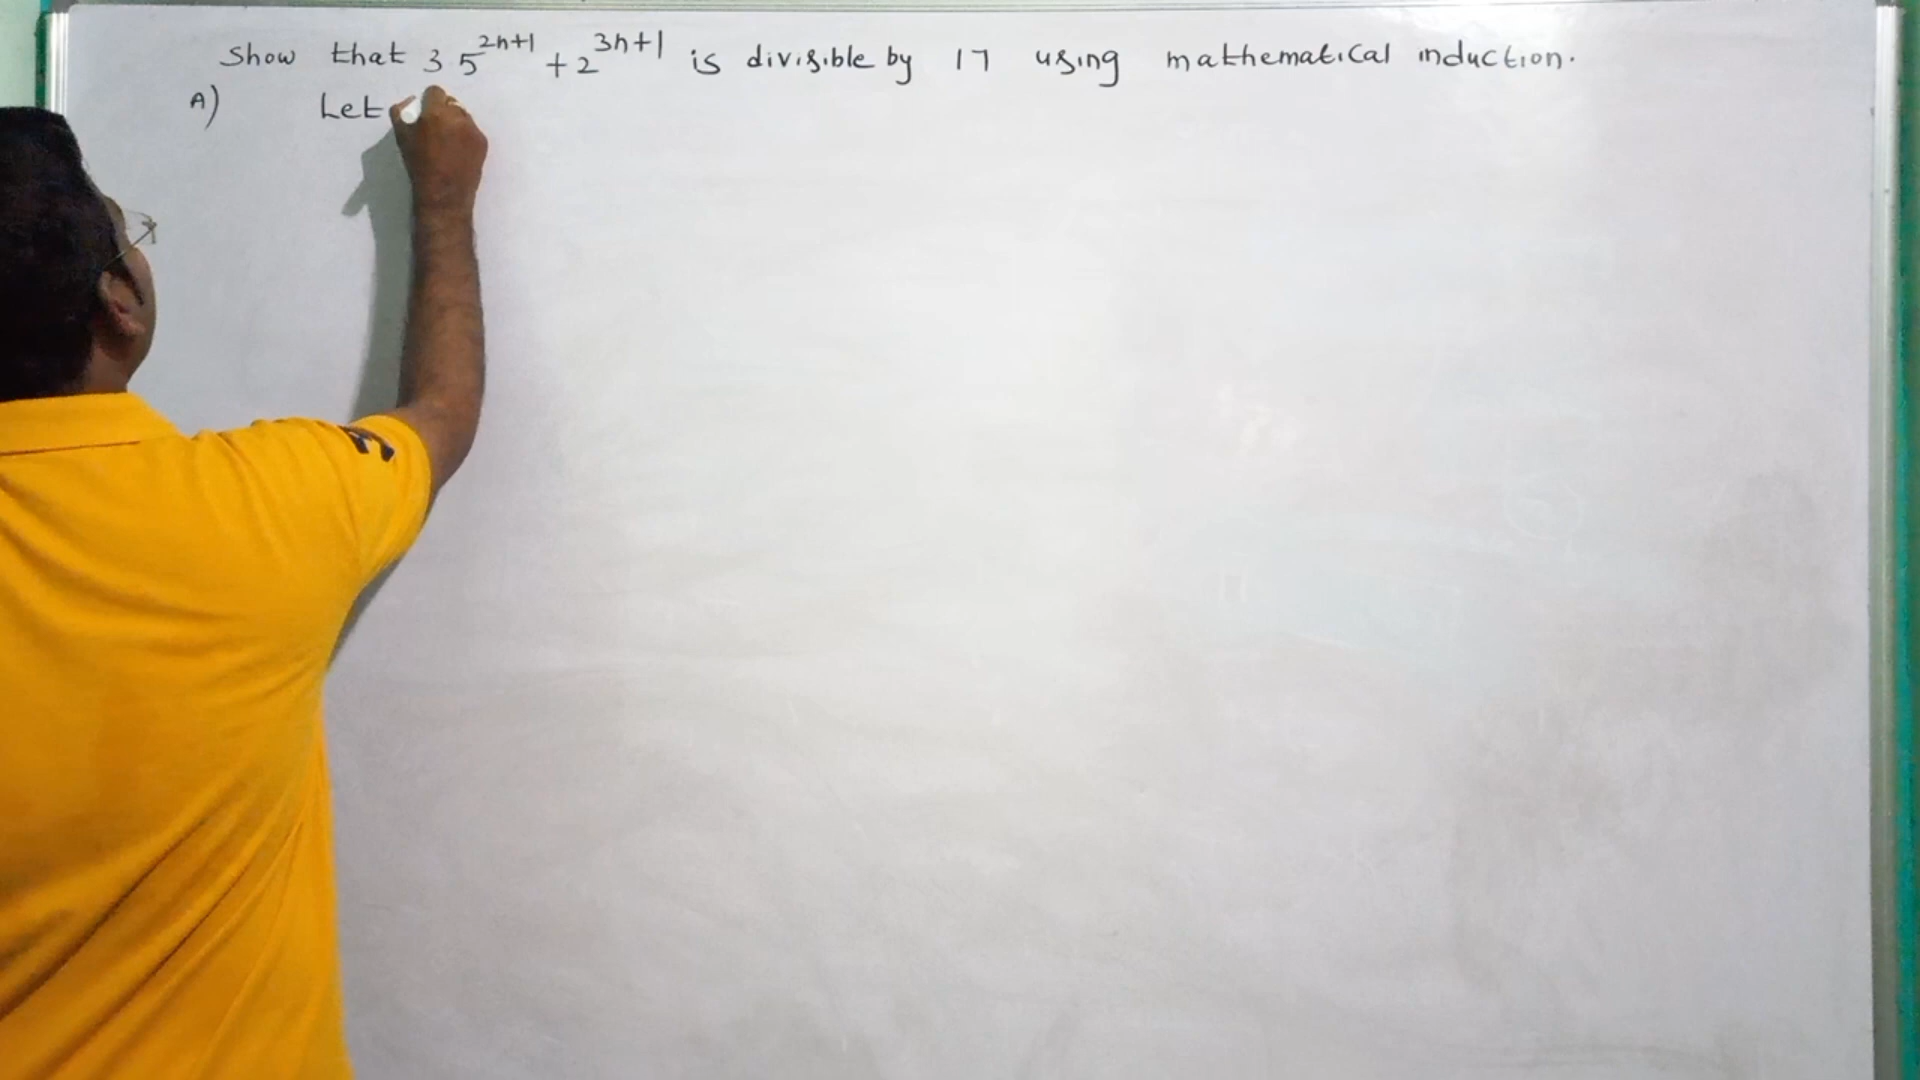 Show that 3 5^{2n+1} + 2^{3n+1} is divisible by 17 using mathematical induction.
A) Let